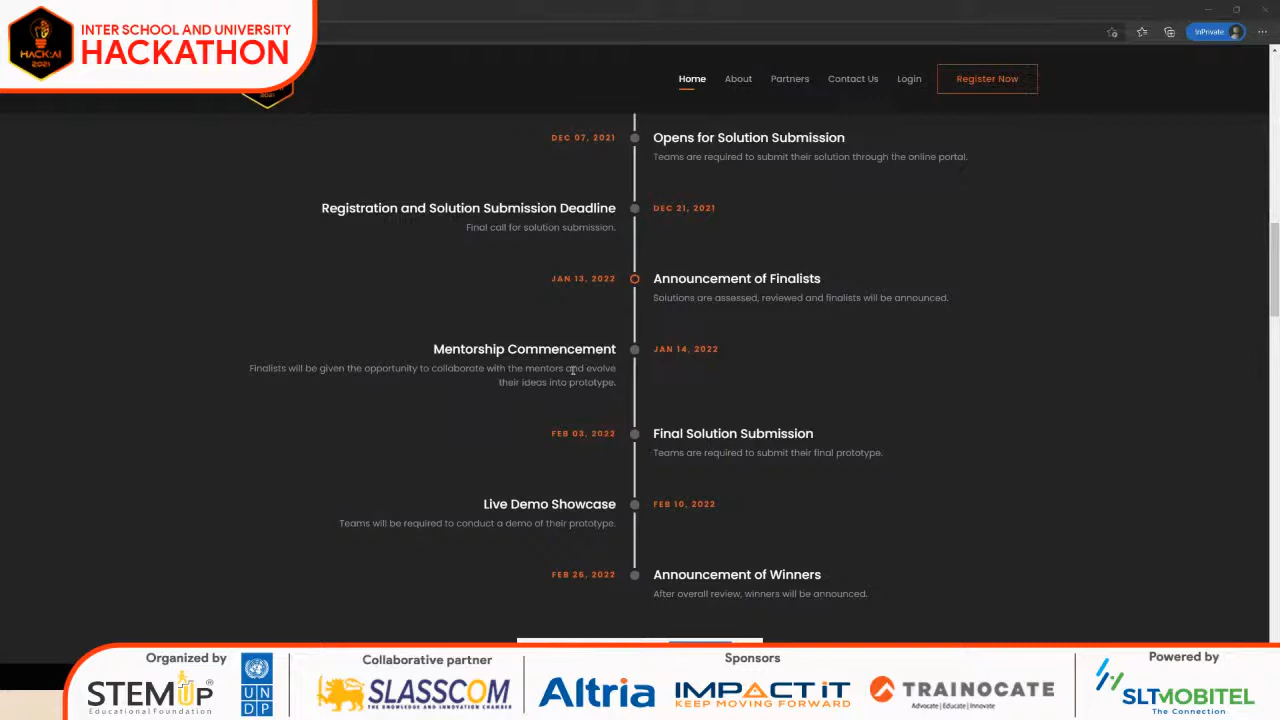 INTER SCHOOL AND UNIVERSITY
HACKATHON
HACK:AI
2021
InPrivate
Home
About
Partners
Contact Us
Login
Register Now
2021
DEC 07, 2021
Opens for Solution Submission
Teams are required to submit their solution through the online portal.
Registration and Solution Submission Deadline
DEC 21, 2021
Final call for solution submission.
JAN 13, 2022
Announcement of Finalists
Solutions are assessed, reviewed and finalists will be announced.
Mentorship Commencement
JAN 14, 2022
Finalists will be given the opportunity to collaborate with the mentors and evolve
their ideas into prototype.
FEB 03, 2022
Final Solution Submission
Teams are required to submit their final prototype.
Live Demo Showcase
FEB 10, 2022
Teams will be required to conduct a demo of their prototype.
FEB 26, 2022
Announcement of Winners
After overall review, winners will be announced.
Organized by
STEMUP
Educational Foundation
UN
DP
Collaborative partner
SLASSCOM
THE KNOWLEDGE AND INNOVATION CHAMBER
Sponsors
Altria
IMPACT iT
KEEP MOVING FORWARD
TRAINOCATE
Advocate | Educate | Innovate
Powered by
SLTMOBITEL
The Connection